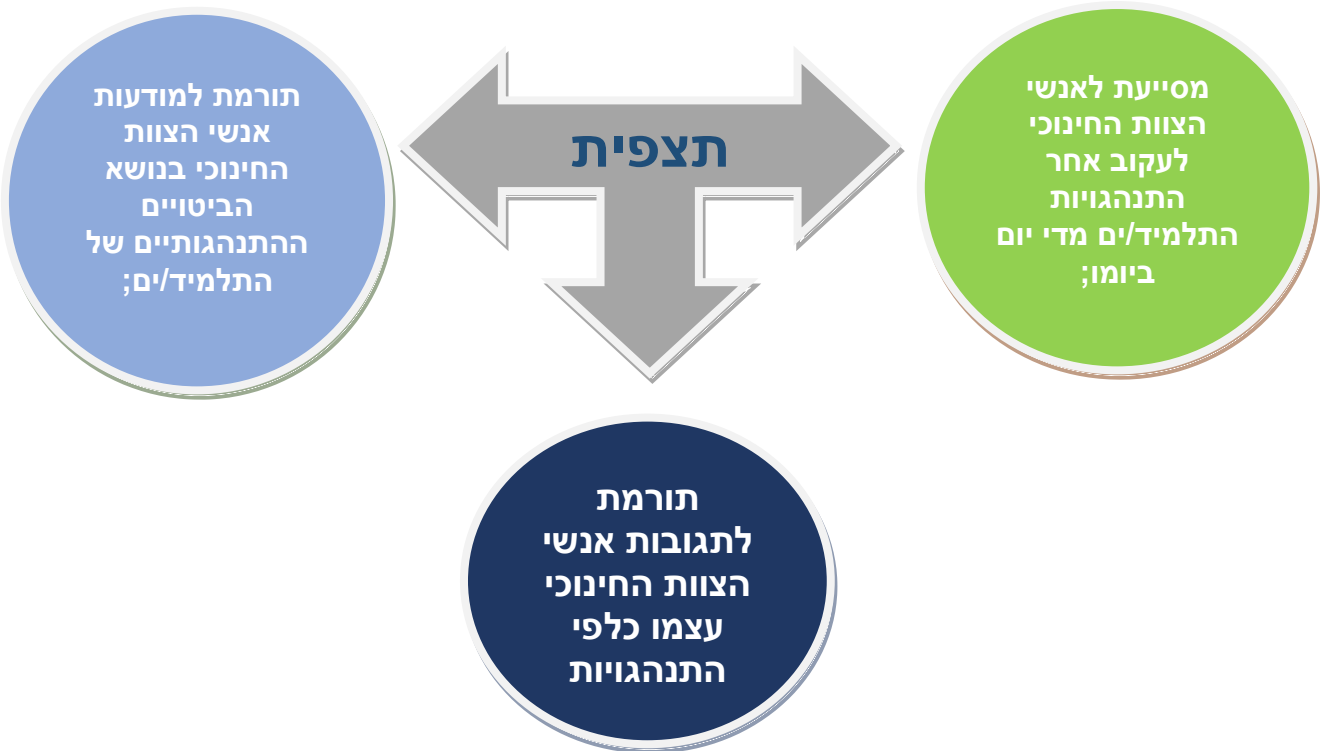 תצפית
מסייעת לאנשי
הצוות החינוכי
לעקוב אחר
התנהגויות
התלמיד/ים מדי יום
ביומו;
תורמת למודעות
אנשי הצוות
החינוכי בנושא
הביטויים
ההתנהגותיים של
התלמיד/ים;
תורמת
לתגובות אנשי
הצוות החינוכי
עצמו כלפי
התנהגויות